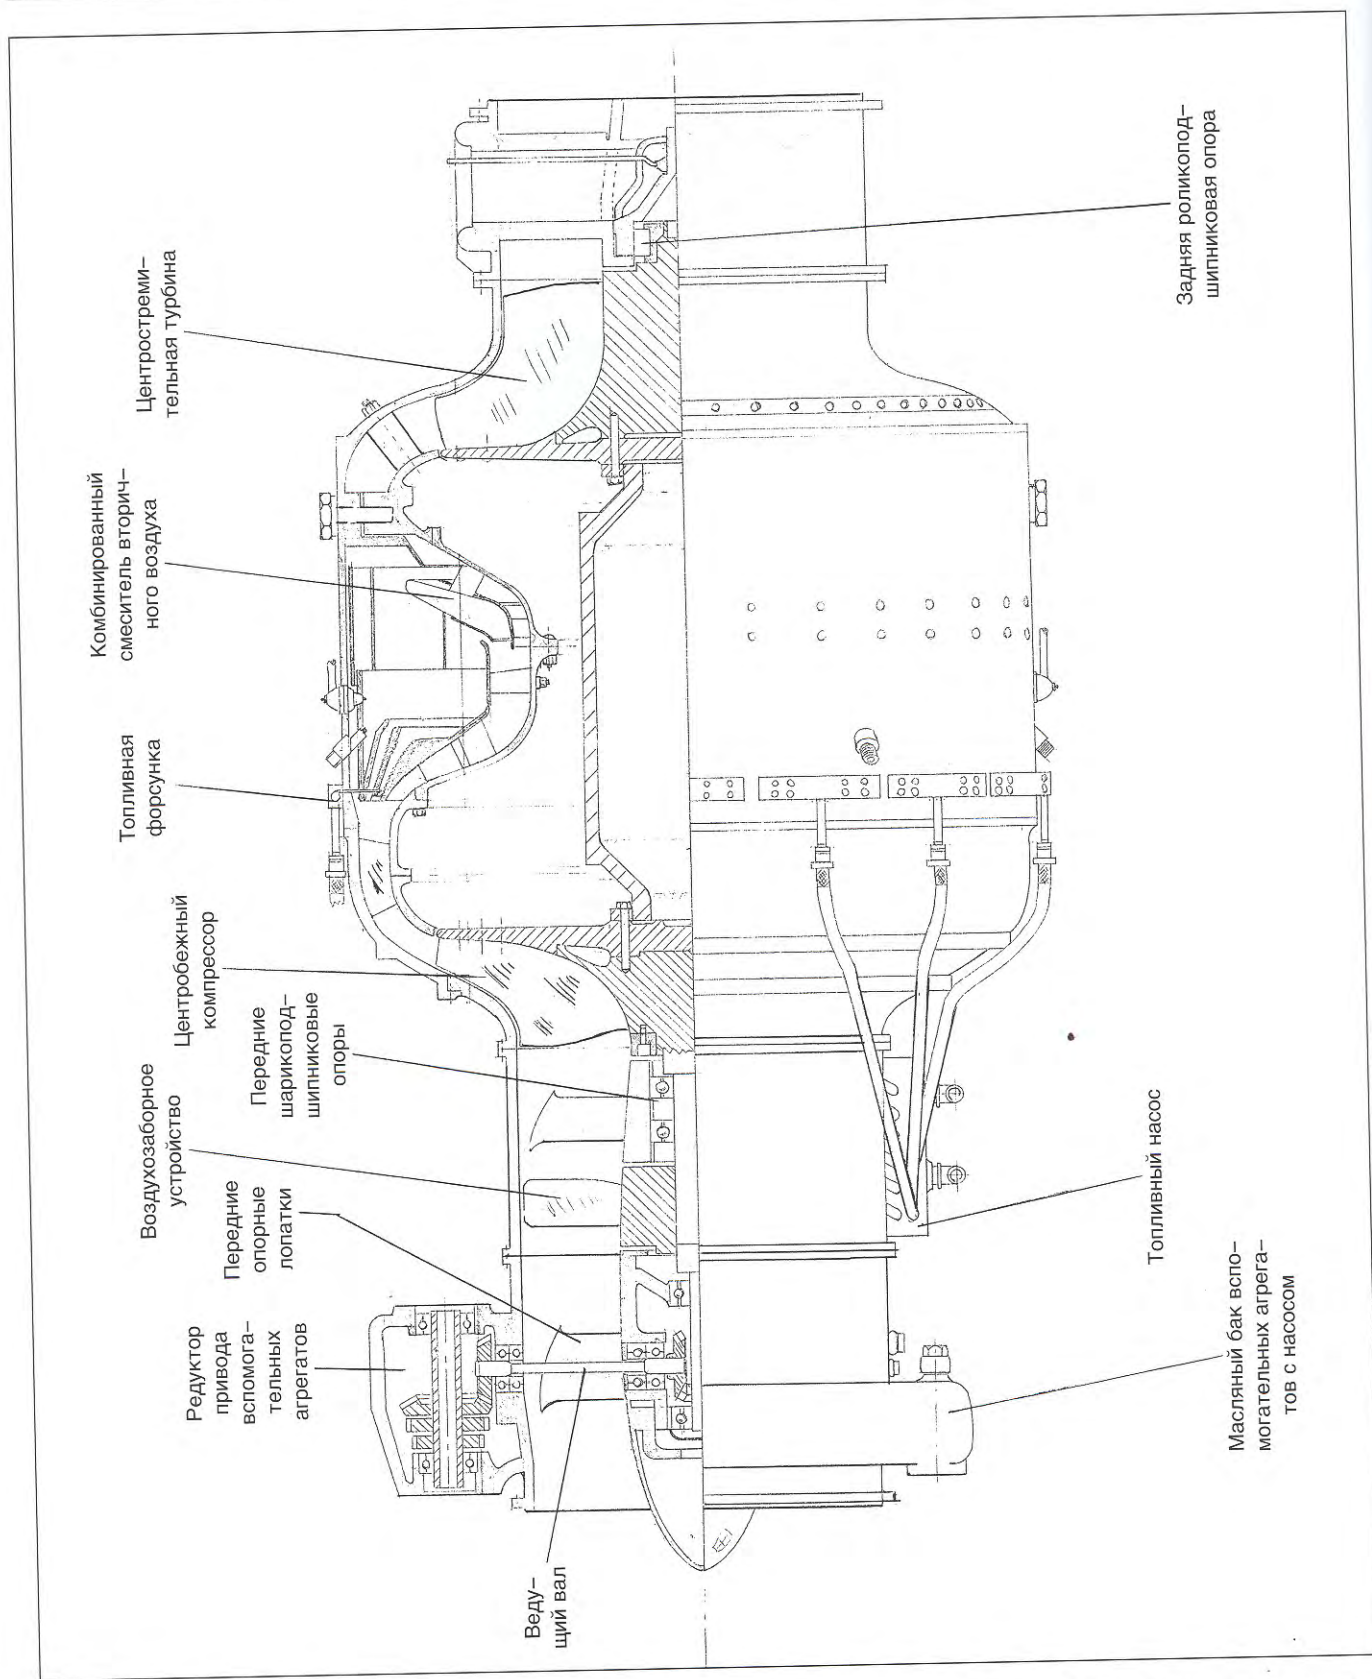 Редуктор
привода
вспомога–
тельных
агрегатов
Передние
опорные
лопатки
Воздухозаборное
устройство
Передние
шарикопод–
шипниковые
опоры
Центробежный
компрессор
Топливная
форсунка
Комбинированный
смеситель вторич–
ного воздуха
Центростреми–
тельная турбина
Веду–
щий вал
Масляный бак вспо–
могательных агрега–
тов с насосом
Топливный насос
Задняя роликопод–
шипниковая опора